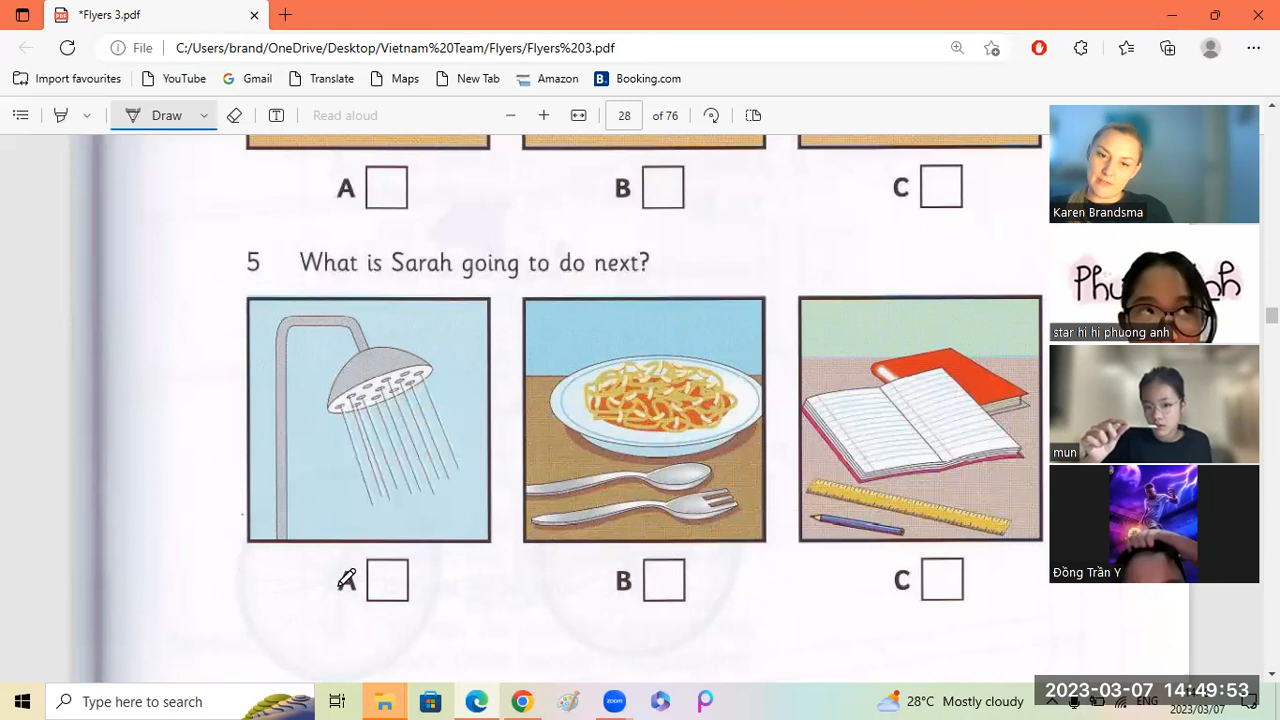 *Flyers 3.pdf
File C:/Users/brand/OneDrive/Desktop/Vietnam%20Team/Flyers/Flyers%203.pdf
Import favourites YouTube Gmail Translate Maps New Tab Amazon B. Booking.com
Draw Read aloud 28 of 76
A B C
Karen Brandsma
5 What is Sarah going to do next?
star hi hi phuong anh
mun
Đồng Trần Y
A B C
Type here to search
28°C Mostly cloudy
ENG
2023-03-07 14:49:53
2023/03/07